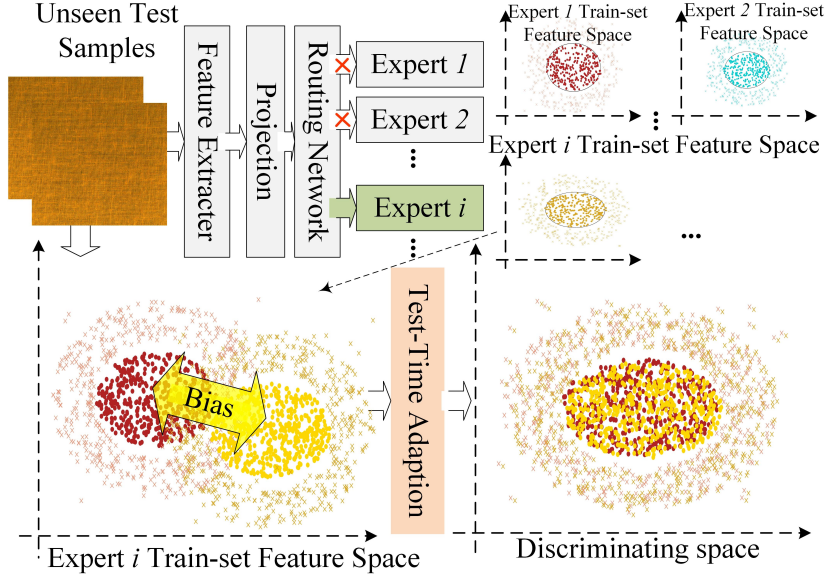 Unseen Test
Samples
Feature Extracter
Projection
Routing Network
Expert 1
Expert 2
Expert i
Expert 1 Train-set
Feature Space
Expert 2 Train-set
Feature Space
Expert i Train-set Feature Space
Bias
Test-Time Adaption
Expert i Train-set Feature Space
Discriminating space